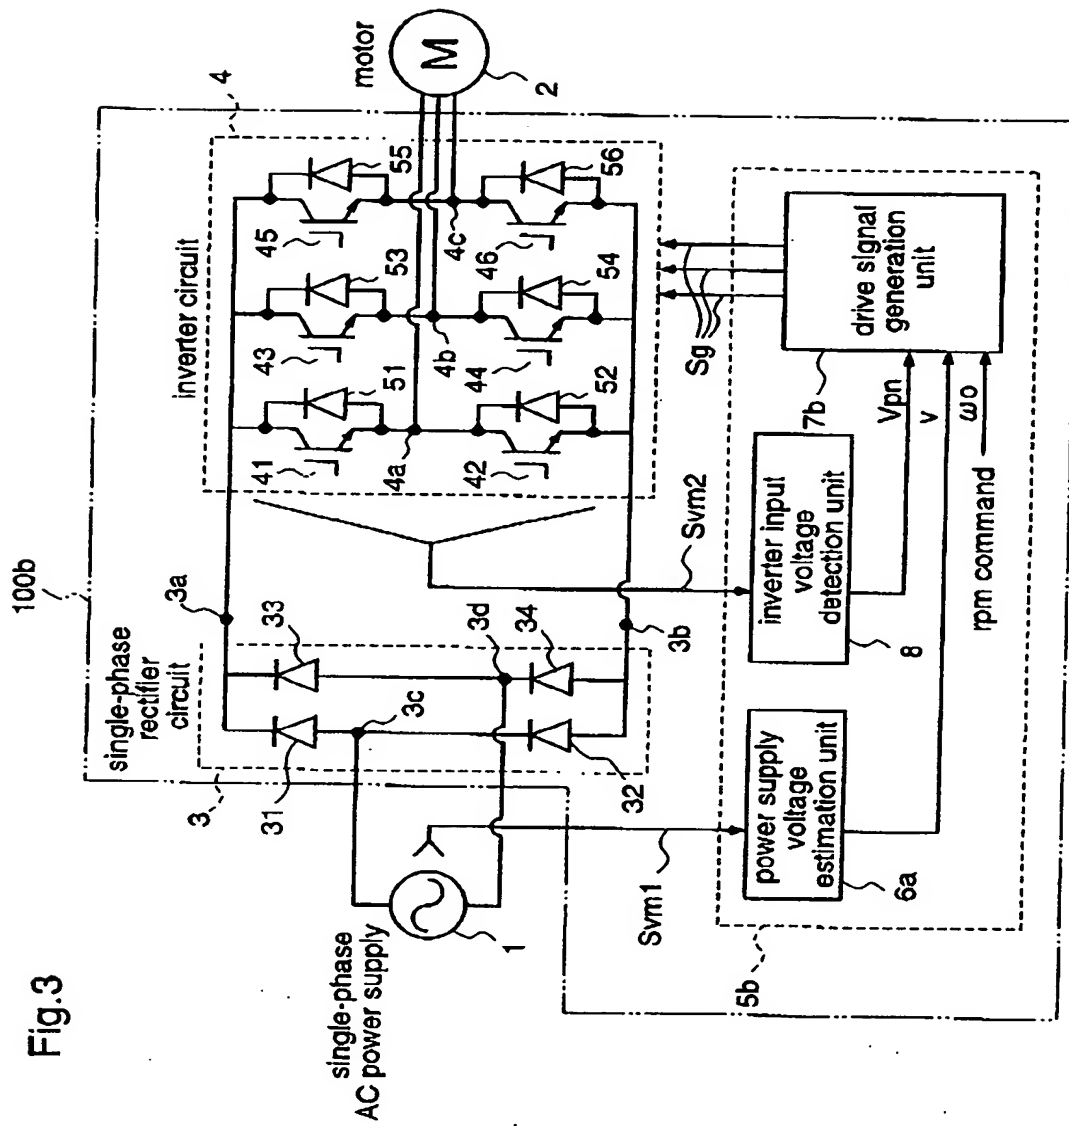 Fig.3
100b
single-phase
rectifier
circuit
3
3a
31
33
3c
3d
32
34
3b
single-phase
AC power supply
1
inverter circuit
4
41
51
43
53
45
55
4a
4b
4c
42
52
44
54
46
56
motor
M
2
Svm1
Svm2
Sg
5b
power supply
voltage
estimation unit
6a
inverter input
voltage
detection unit
8
drive signal
generation
unit
7b
Vpn
v
ωo
rpm command